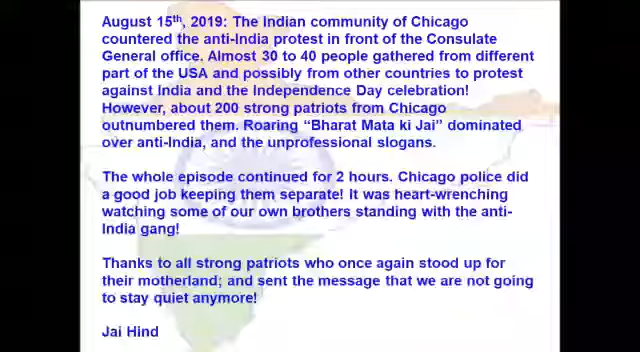 August 15th, 2019: The Indian community of Chicago
countered the anti-India protest in front of the Consulate
General office. Almost 30 to 40 people gathered from different
part of the USA and possibly from other countries to protest
against India and the Independence Day celebration!
However, about 200 strong patriots from Chicago
outnumbered them. Roaring “Bharat Mata ki Jai” dominated
over anti-India, and the unprofessional slogans.
The whole episode continued for 2 hours. Chicago police did
a good job keeping them separate! It was heart-wrenching
watching some of our own brothers standing with the anti-
India gang!
Thanks to all strong patriots who once again stood up for
their motherland; and sent the message that we are not going
to stay quiet anymore!
Jai Hind